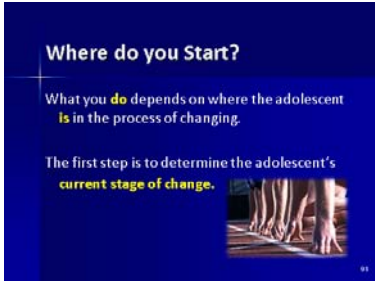 Where do you Start?
What you do depends on where the adolescent
is in the process of changing.
The first step is to determine the adolescent's
current stage of change.
91